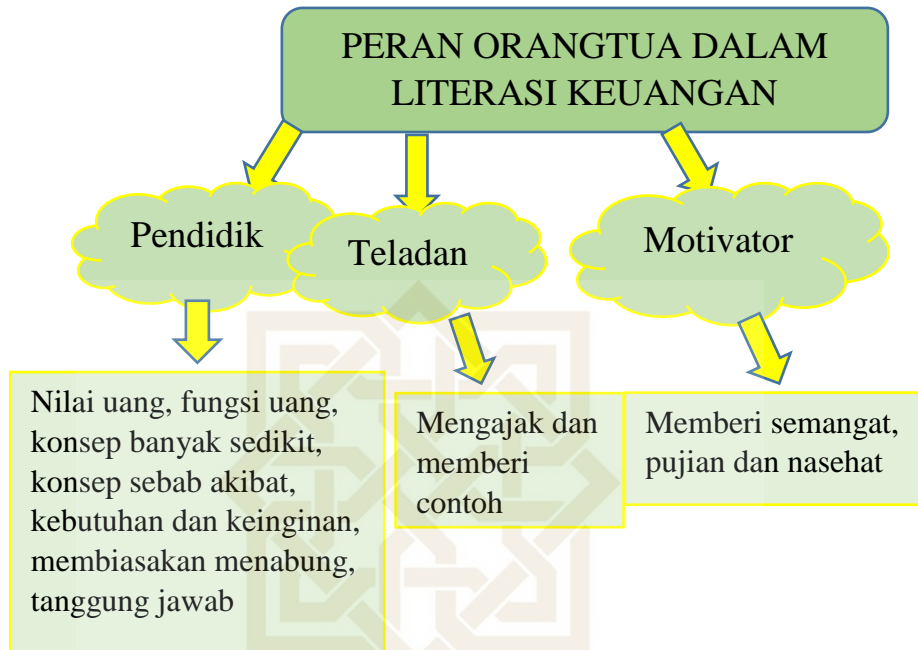 PERAN ORANGTUA DALAM
LITERASI KEUANGAN
Pendidik
Teladan
Motivator
Nilai uang, fungsi uang,
konsep banyak sedikit,
konsep sebab akibat,
kebutuhan dan keinginan,
membiasakan menabung,
tanggung jawab
Mengajak dan
memberi
contoh
Memberi semangat,
pujian dan nasehat